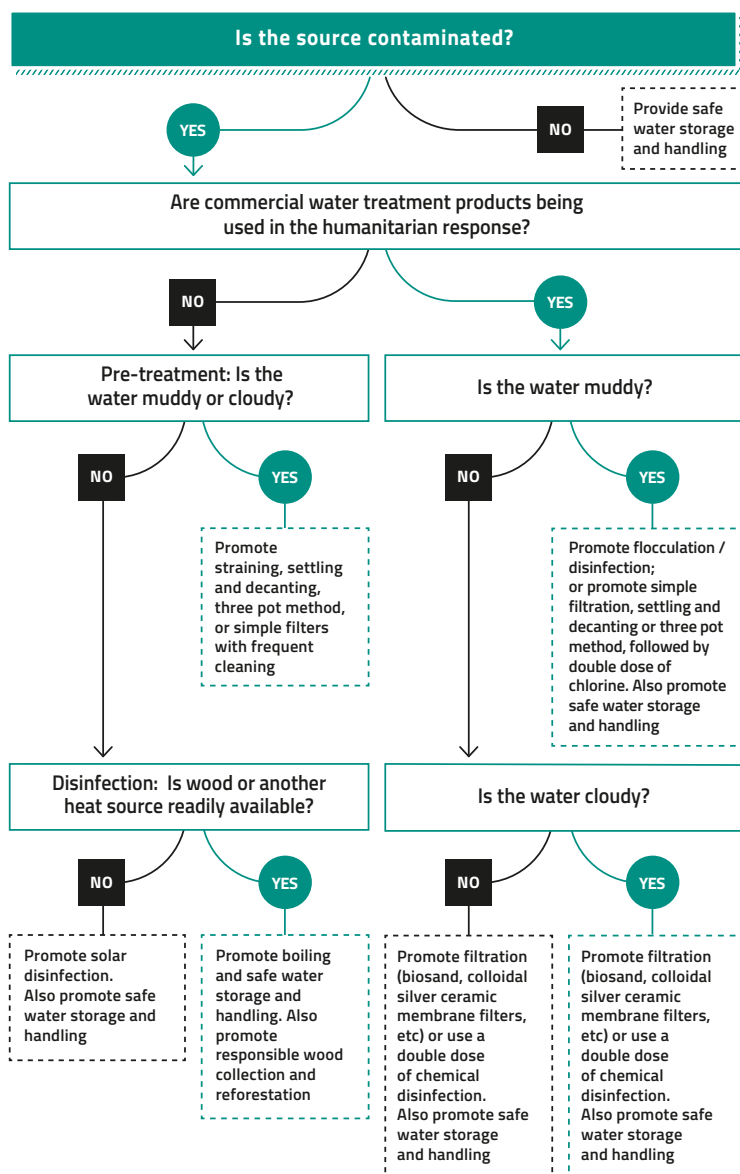 Is the source contaminated?
YES
NO
Provide safe
water storage
and handling
Are commercial water treatment products being
used in the humanitarian response?
NO
YES
Pre-treatment: Is the
water muddy or cloudy?
Is the water muddy?
NO
YES
NO
YES
Promote
straining, settling
and decanting,
three pot method,
or simple filters
with frequent
cleaning
Promote flocculation /
disinfection;
or promote simple
filtration, settling and
decanting or three pot
method, followed by
double dose of
chlorine. Also promote
safe water storage
and handling
Disinfection: Is wood or another
heat source readily available?
Is the water cloudy?
NO
YES
NO
YES
Promote solar
disinfection.
Also promote safe
water storage and
handling
Promote boiling
and safe water
storage and
handling. Also
promote
responsible wood
collection and
reforestation
Promote filtration
(biosand, colloidal
silver ceramic
membrane filters,
etc) or use a
double dose
of chemical
disinfection.
Also promote safe
water storage
and handling
Promote filtration
(biosand, colloidal
silver ceramic
membrane filters,
etc) or use a
double dose of
chemical
disinfection.
Also promote safe
water storage
and handling